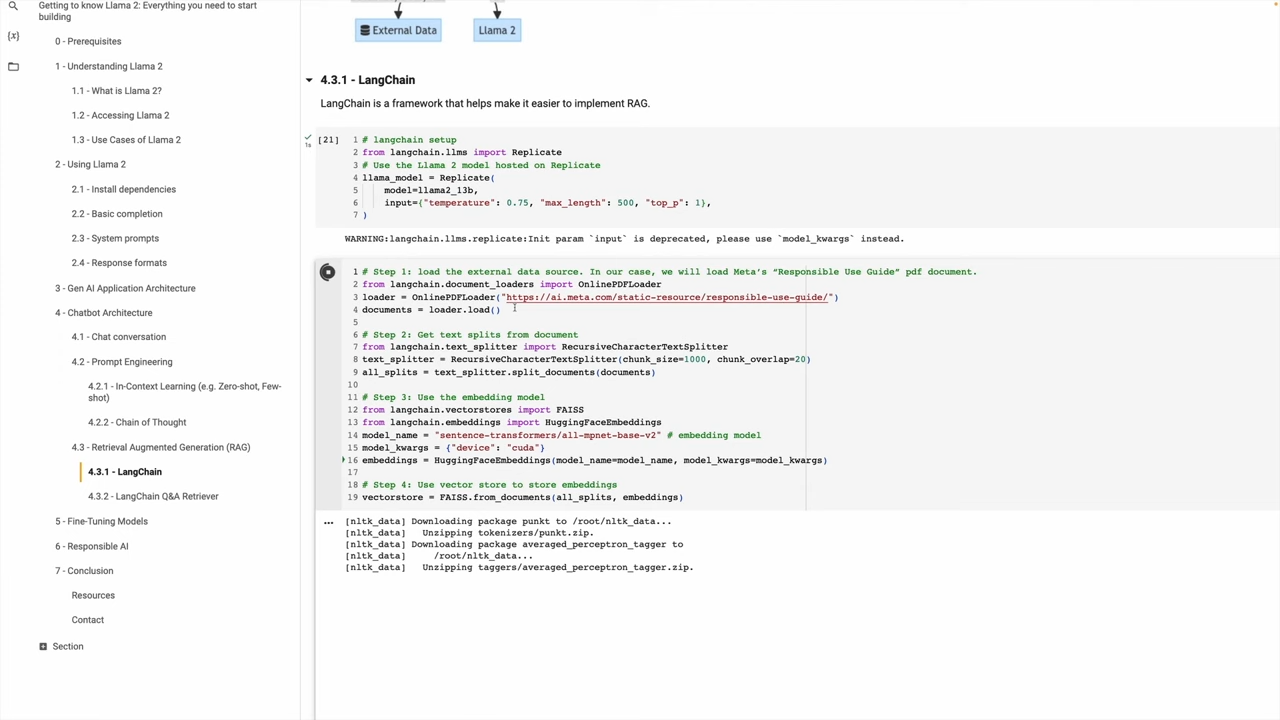 Getting to know Llama 2: Everything you need to start
building
0 - Prerequisites
1 - Understanding Llama 2
1.1 - What is Llama 2?
1.2 - Accessing Llama 2
1.3 - Use Cases of Llama 2
2 - Using Llama 2
2.1 - Install dependencies
2.2 - Basic completion
2.3 - System prompts
2.4 - Response formats
3 - Gen AI Application Architecture
4 - Chatbot Architecture
4.1 - Chat conversation
4.2 - Prompt Engineering
4.2.1 - In-Context Learning (e.g. Zero-shot, Few-
shot)
4.2.2 - Chain of Thought
4.3 - Retrieval Augmented Generation (RAG)
4.3.1 - LangChain
4.3.2 - LangChain Q&A Retriever
5 - Fine-Tuning Models
6 - Responsible AI
7 - Conclusion
Resources
Contact
Section
{x}
External Data
Llama 2
4.3.1 - LangChain
LangChain is a framework that helps make it easier to implement RAG.
1s
[21]
1 # langchain setup
2 from langchain.llms import Replicate
3 # Use the Llama 2 model hosted on Replicate
4 llama_model = Replicate(
5     model=llama2_13b,
6     input={"temperature": 0.75, "max_length": 500, "top_p": 1},
7 )
WARNING:langchain.llms.replicate:Init param `input` is deprecated, please use `model_kwargs` instead.
1 # Step 1: load the external data source. In our case, we will load Meta’s “Responsible Use Guide” pdf document.
2 from langchain.document_loaders import OnlinePDFLoader
3 loader = OnlinePDFLoader("https://ai.meta.com/static-resource/responsible-use-guide/")
4 documents = loader.load()
5
6 # Step 2: Get text splits from document
7 from langchain.text_splitter import RecursiveCharacterTextSplitter
8 text_splitter = RecursiveCharacterTextSplitter(chunk_size=1000, chunk_overlap=20)
9 all_splits = text_splitter.split_documents(documents)
10
11 # Step 3: Use the embedding model
12 from langchain.vectorstores import FAISS
13 from langchain.embeddings import HuggingFaceEmbeddings
14 model_name = "sentence-transformers/all-mpnet-base-v2" # embedding model
15 model_kwargs = {"device": "cuda"}
16 embeddings = HuggingFaceEmbeddings(model_name=model_name, model_kwargs=model_kwargs)
17
18 # Step 4: Use vector store to store embeddings
19 vectorstore = FAISS.from_documents(all_splits, embeddings)
[nltk_data] Downloading package punkt to /root/nltk_data...
[nltk_data]   Unzipping tokenizers/punkt.zip.
[nltk_data] Downloading package averaged_perceptron_tagger to
[nltk_data]     /root/nltk_data...
[nltk_data]   Unzipping taggers/averaged_perceptron_tagger.zip.